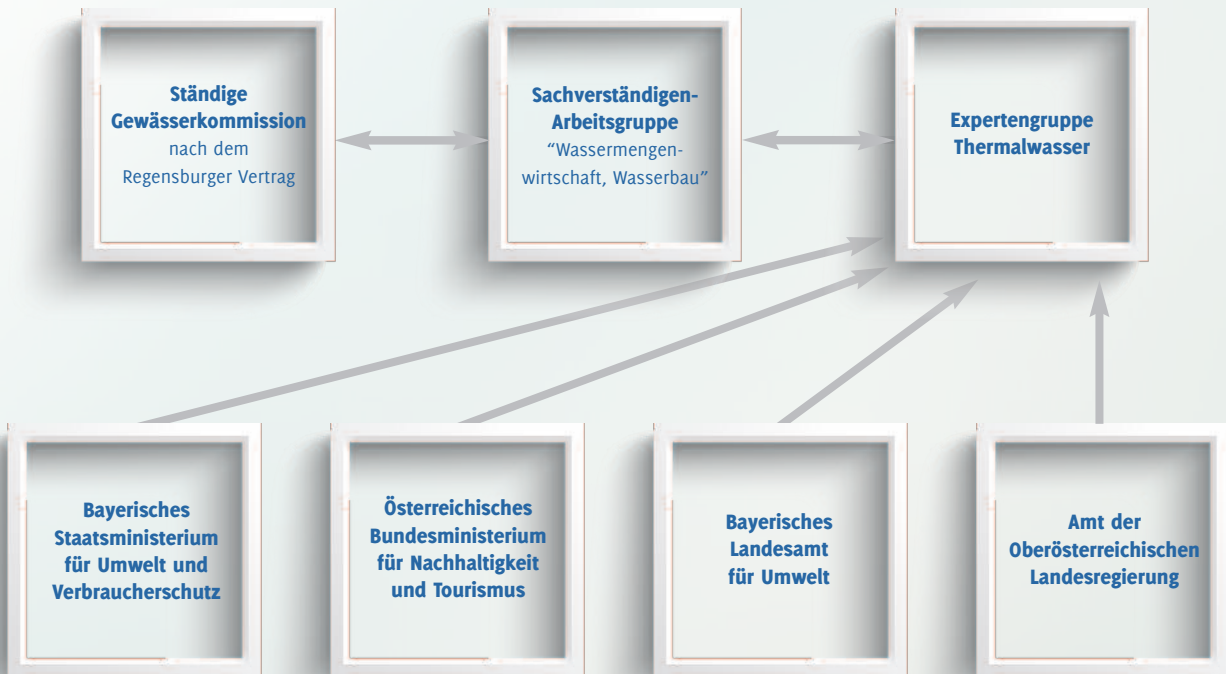 Ständige
Gewässerkommission
nach dem
Regensburger Vertrag
Sachverständigen-
Arbeitsgruppe
“Wassermengen-
wirtschaft, Wasserbau”
Expertengruppe
Thermalwasser
Bayerisches
Staatsministerium
für Umwelt und
Verbraucherschutz
Österreichisches
Bundesministerium
für Nachhaltigkeit
und Tourismus
Bayerisches
Landesamt
für Umwelt
Amt der
Oberösterreichischen
Landesregierung